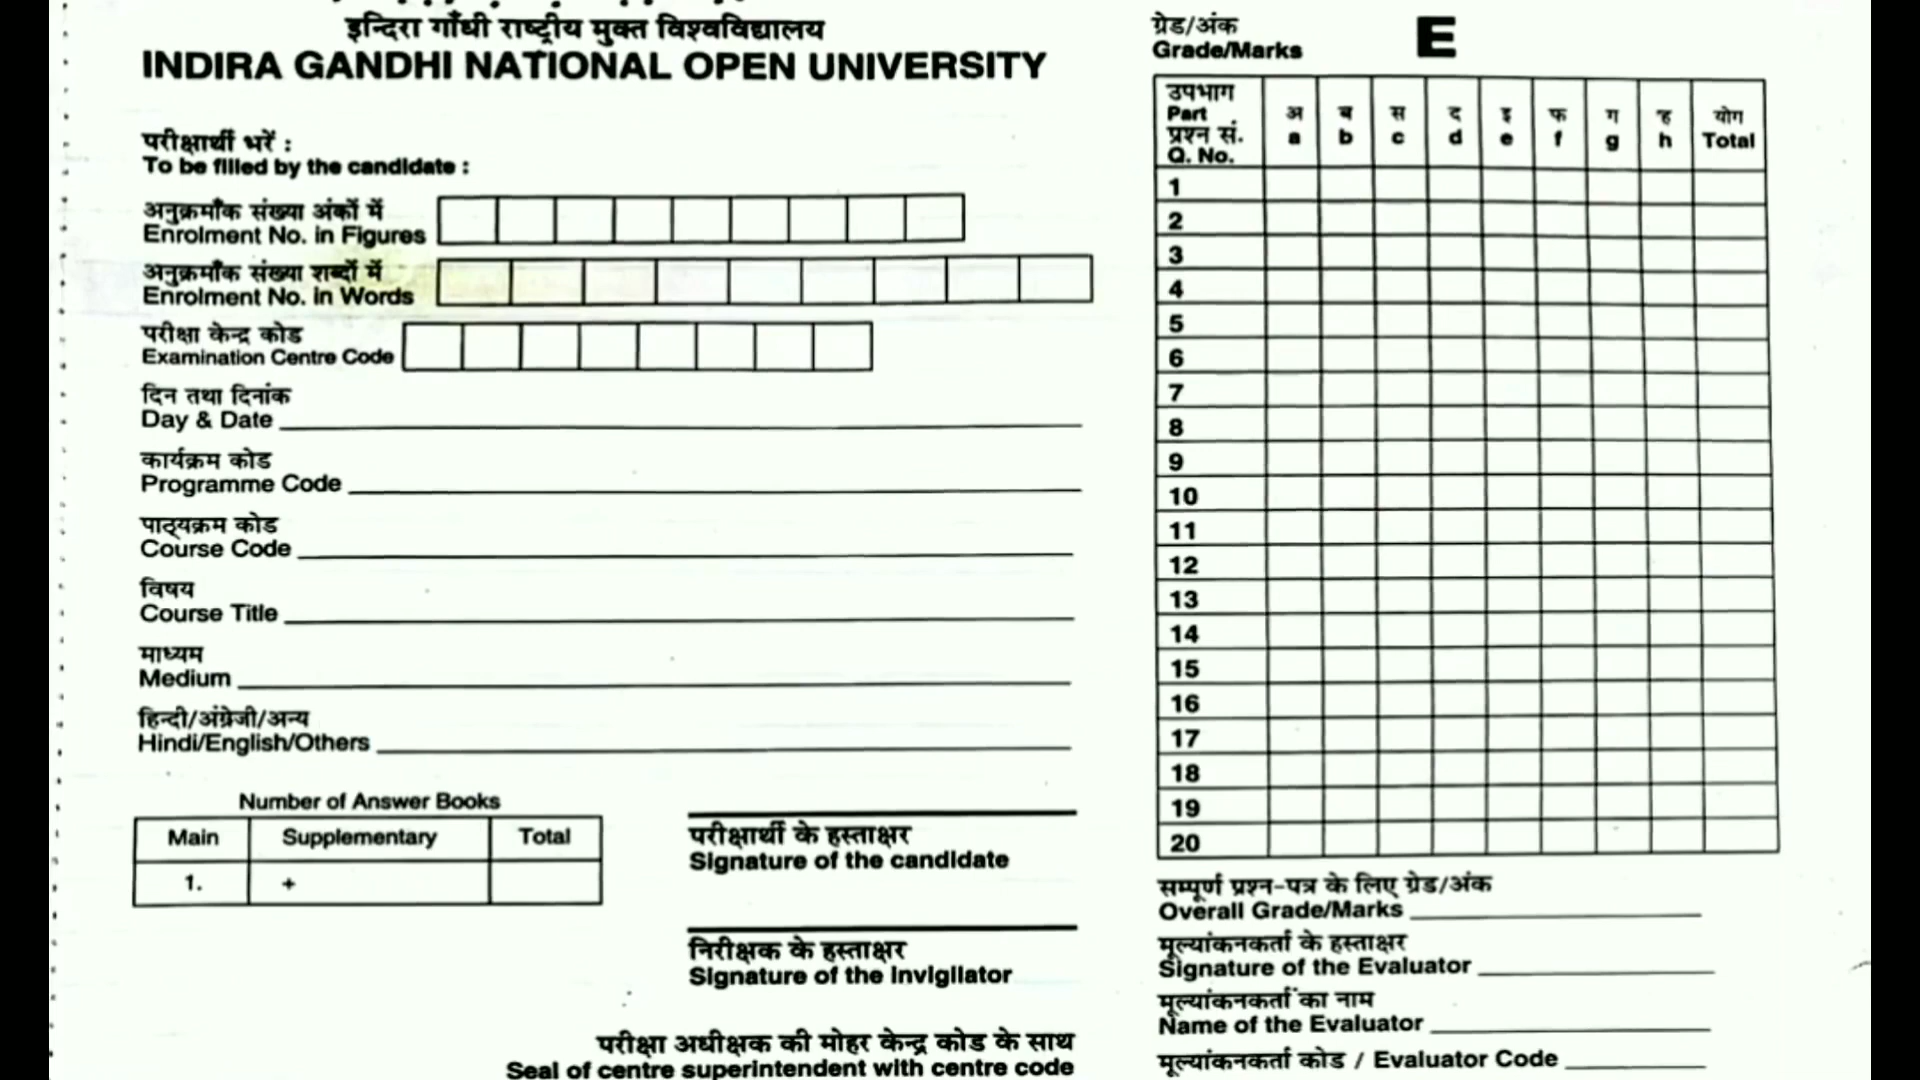 इन्दिरा गाँधी राष्ट्रीय मुक्त विश्वविद्यालय
INDIRA GANDHI NATIONAL OPEN UNIVERSITY
परीक्षार्थी भरें :
To be filled by the candidate :
अनुक्रमाँक संख्या अंकों में
Enrolment No. in Figures
अनुक्रमाँक संख्या शब्दों में
Enrolment No. in Words
परीक्षा केन्द्र कोड
Examination Centre Code
दिन तथा दिनांक
Day & Date
कार्यक्रम कोड
Programme Code
पाठ्यक्रम कोड
Course Code
विषय
Course Title
माध्यम
Medium
हिन्दी/अंग्रेजी/अन्य
Hindi/English/Others
Number of Answer Books
Main Supplementary Total
1. +
परीक्षार्थी के हस्ताक्षर
Signature of the candidate
निरीक्षक के हस्ताक्षर
Signature of the Invigilator
परीक्षा अधीक्षक की मोहर केन्द्र कोड के साथ
Seal of centre superintendent with centre code
ग्रेड/अंक
Grade/Marks
E
उपभाग
Part
प्रश्न सं.
Q. No.
अ ब स द इ फ ग ह योग
a b c d e f g h Total
1
2
3
4
5
6
7
8
9
10
11
12
13
14
15
16
17
18
19
20
सम्पूर्ण प्रश्न-पत्र के लिए ग्रेड/अंक
Overall Grade/Marks
मूल्यांकनकर्ता के हस्ताक्षर
Signature of the Evaluator
मूल्यांकनकर्ता का नाम
Name of the Evaluator
मूल्यांकनकर्ता कोड / Evaluator Code